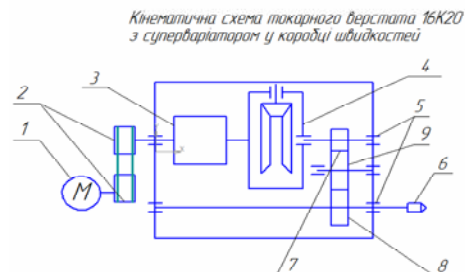 Кінематична схема токарного верстата 16К20
з суперваріатором у коробці швидкостей
3
4
2
5
1
9
6
М
x
7
8